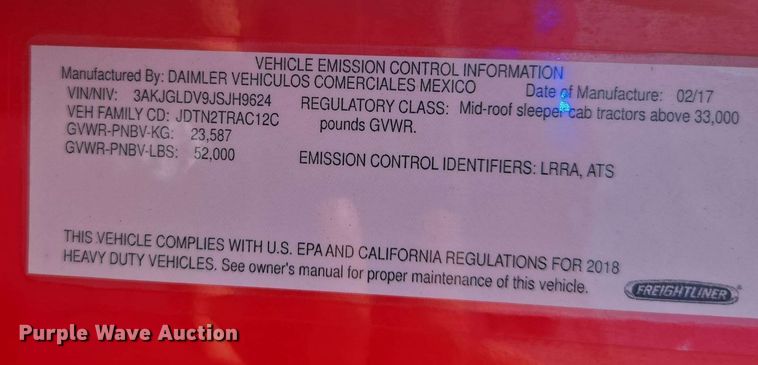 VEHICLE EMISSION CONTROL INFORMATION
Manufactured By: DAIMLER VEHICULOS COMERCIALES MEXICO Date of Manufacture: 02/17
VIN/NIV: 3AKJGLDV9JSJH9624 REGULATORY CLASS: Mid-roof sleeper cab tractors above 33,000
VEH FAMILY CD: JDTN2TRAC12C pounds GVWR.
GVWR-PNBV-KG: 23,587
GVWR-PNBV-LBS: 52,000 EMISSION CONTROL IDENTIFIERS: LRRA, ATS
THIS VEHICLE COMPLIES WITH U.S. EPA AND CALIFORNIA REGULATIONS FOR 2018
HEAVY DUTY VEHICLES. See owner's manual for proper maintenance of this vehicle.
FREIGHTLINER
Purple Wave Auction